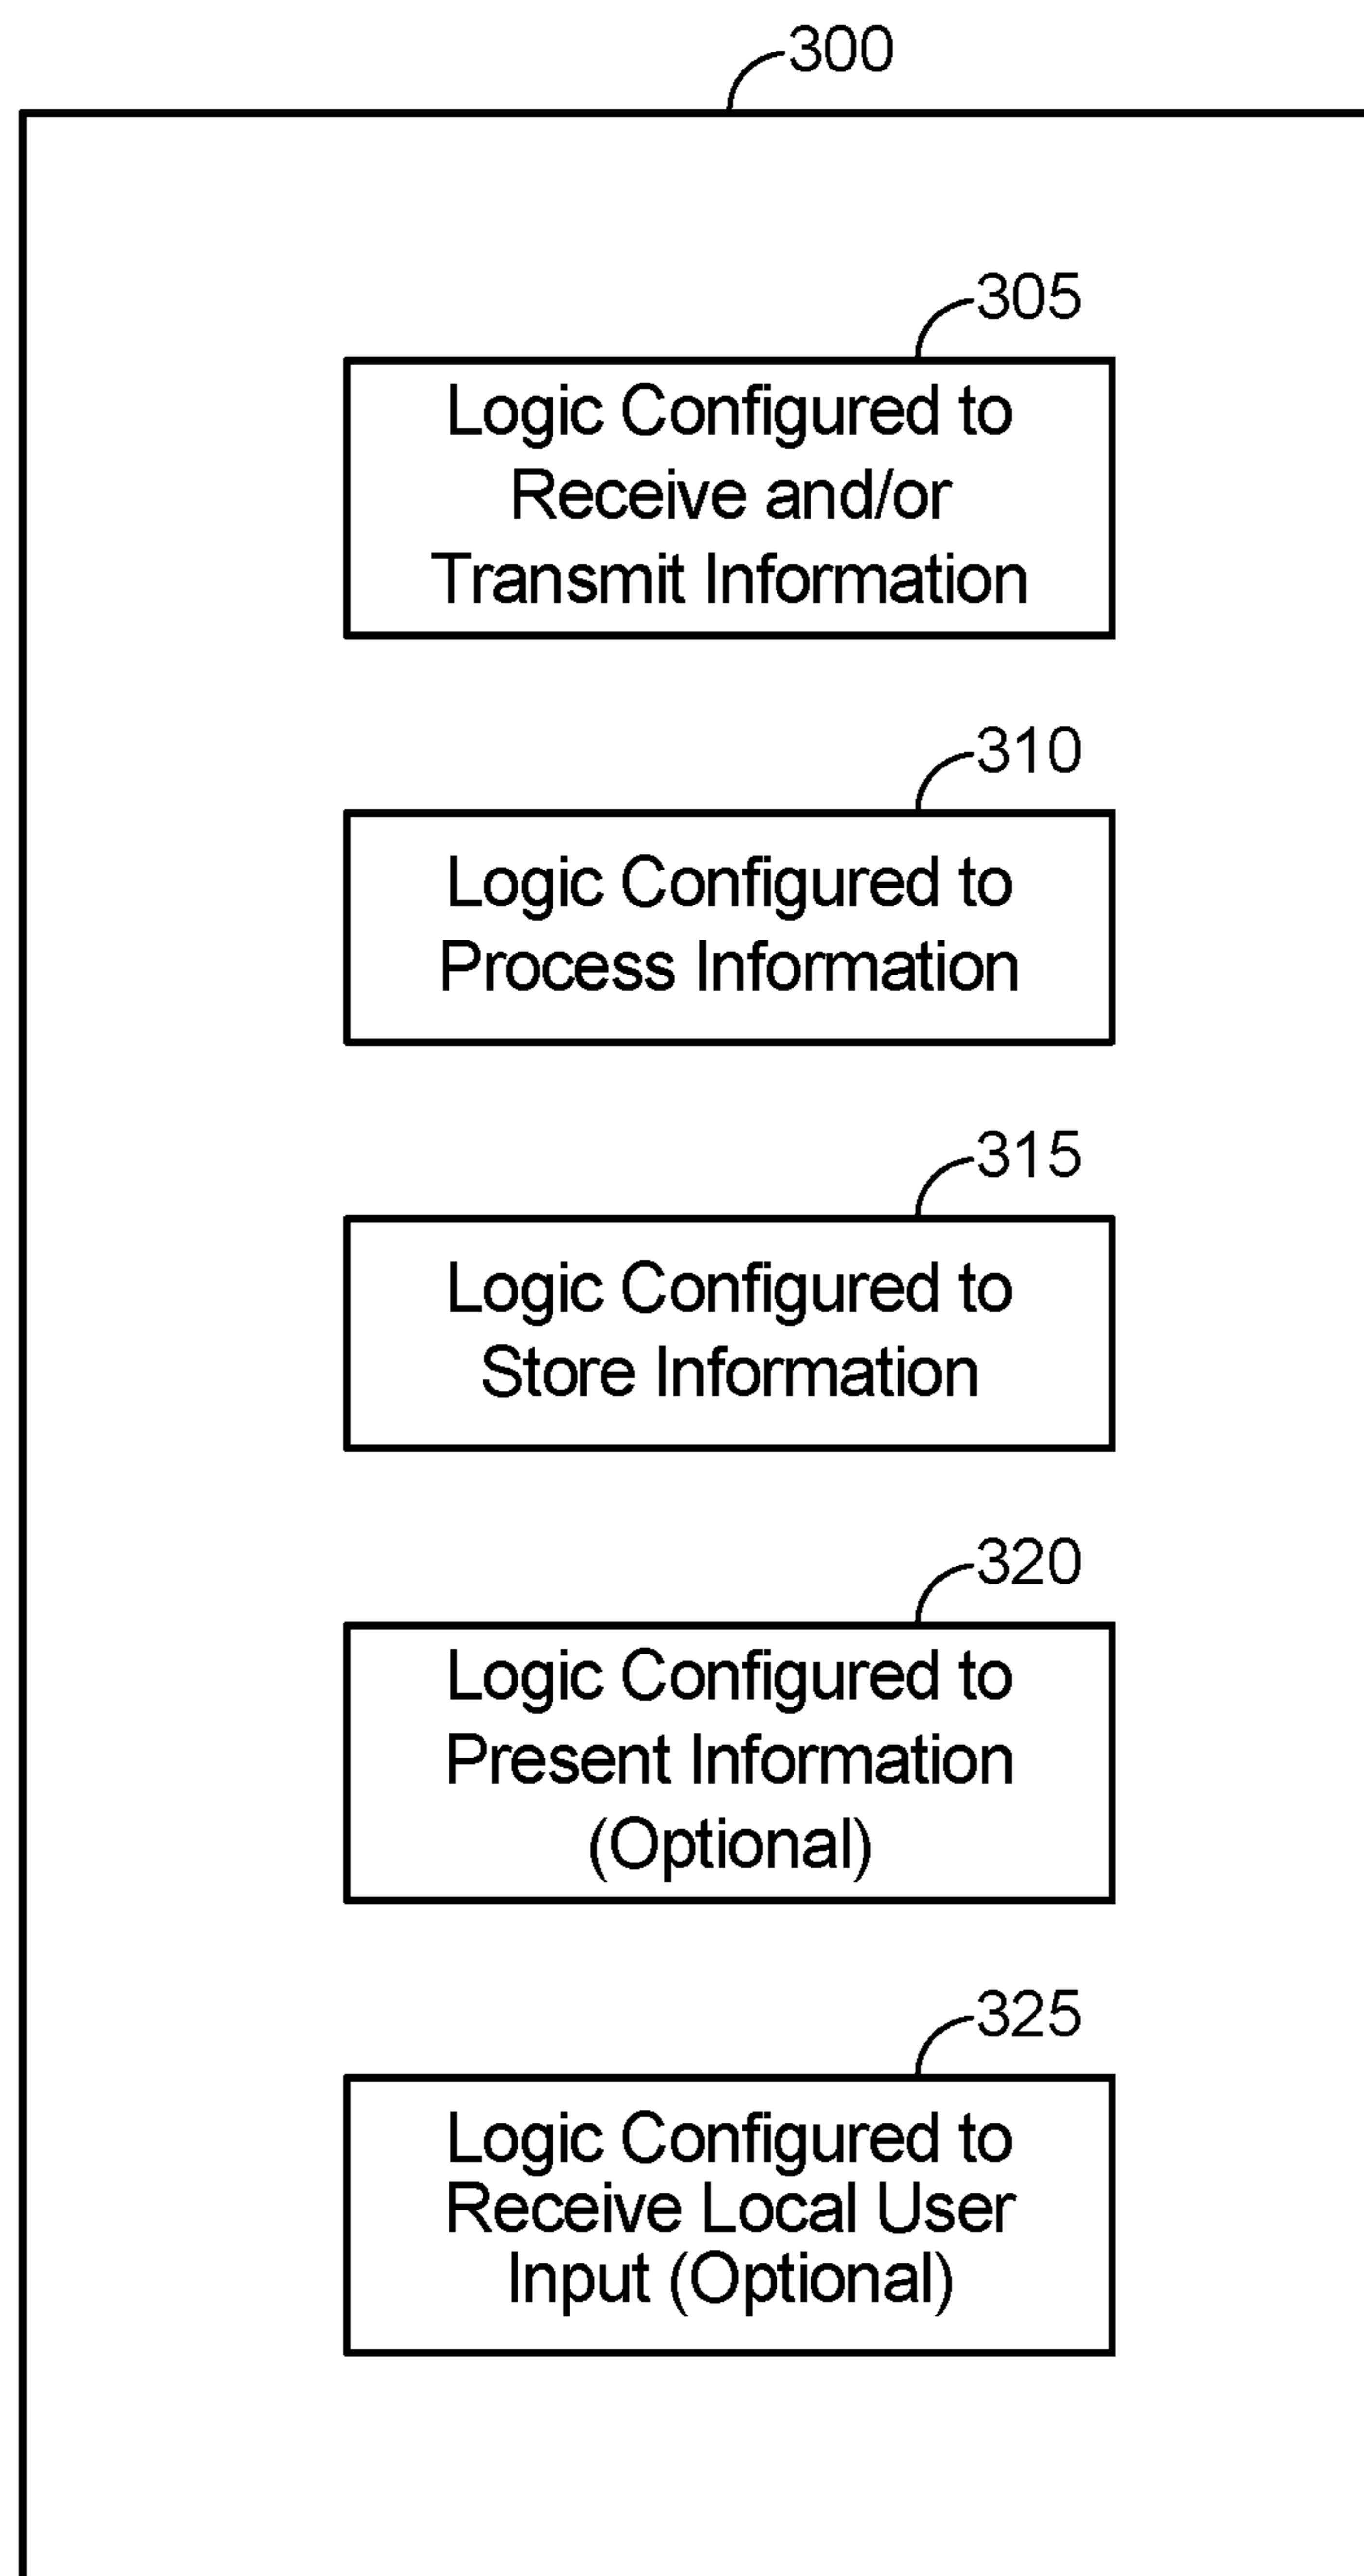 300
305
Logic Configured to
Receive and/or
Transmit Information
310
Logic Configured to
Process Information
315
Logic Configured to
Store Information
320
Logic Configured to
Present Information
(Optional)
325
Logic Configured to
Receive Local User
Input (Optional)